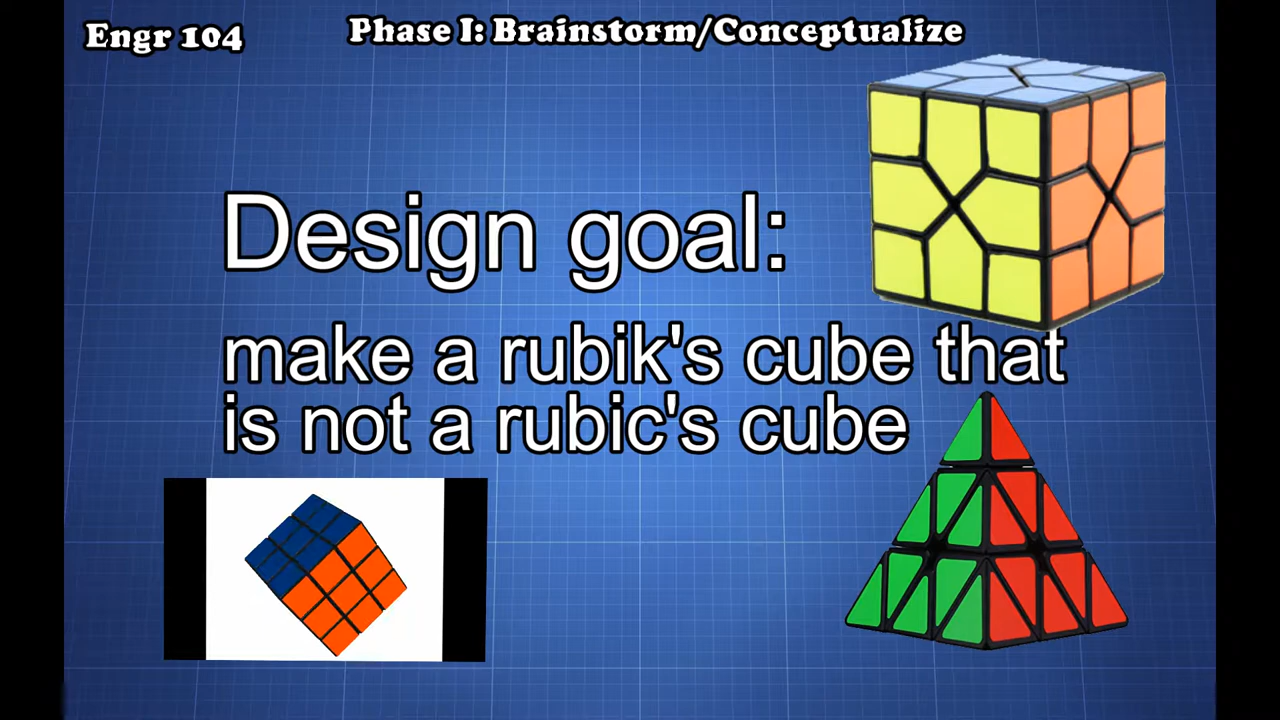 Engr 104
Phase I: Brainstorm/Conceptualize
Design goal:
make a rubik's cube that
is not a rubic's cube